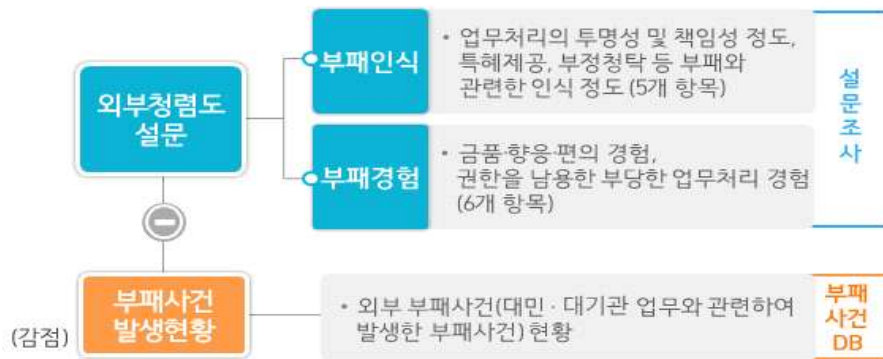 외부청렴도
설문
부패인식
• 업무처리의 투명성 및 책임성 정도,
특혜제공, 부정청탁 등 부패와
관련한 인식 정도 (5개 항목)
부패경험
• 금품·향응·편의 경험,
권한을 남용한 부당한 업무처리 경험
(6개 항목)
설
문
조
사
(감점)
부패사건
발생현황
• 외부 부패사건(대민·대기관 업무와 관련하여
발생한 부패사건) 현황
부패
사건
DB